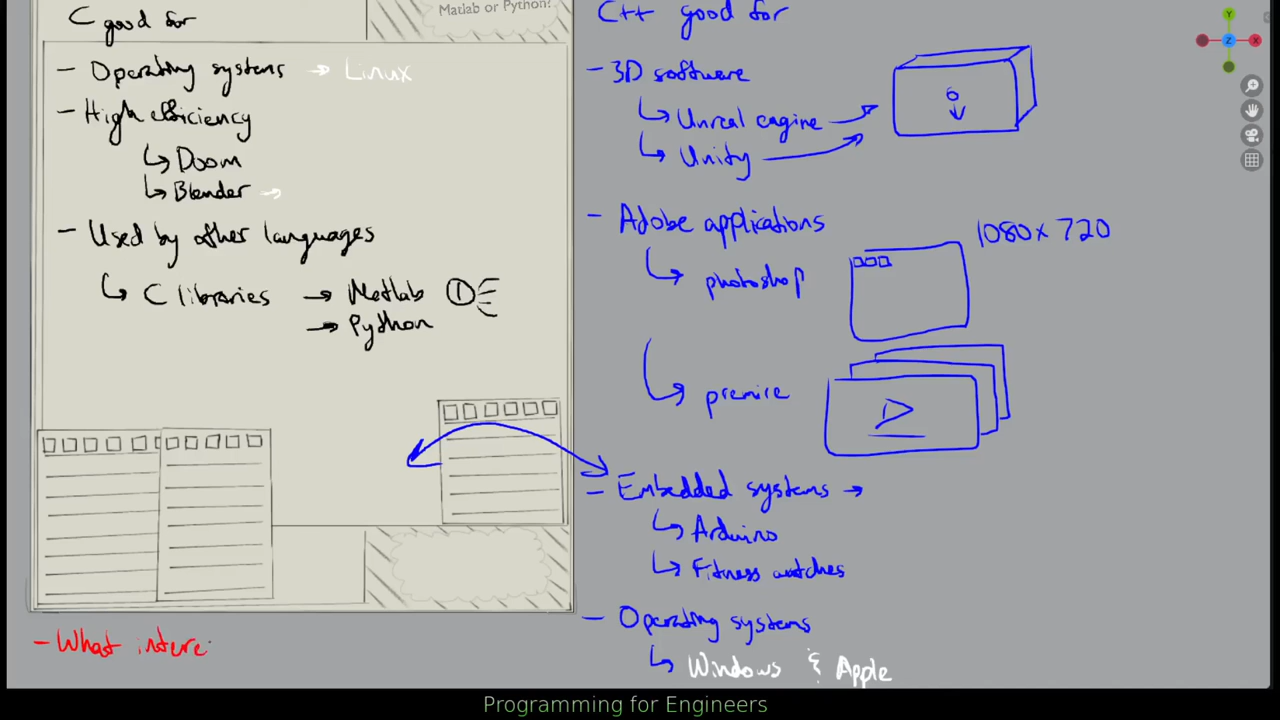 Matlab or Python?
C good for
- Operating systems → Linux
- High efficiency
↳ Doom
↳ Blender →
- Used by other languages
↳ C libraries → Matlab ①
→ Python
C++ good for
- 3D software
↳ Unreal engine
↳ Unity
- Adobe applications
1080x720
↳ photoshop
↳ premire
- Embedded systems →
↳ Arduino
↳ Fitness watches
- Operating systems
↳ Windows & Apple
- What intere
Y
Z
X
Programming for Engineers